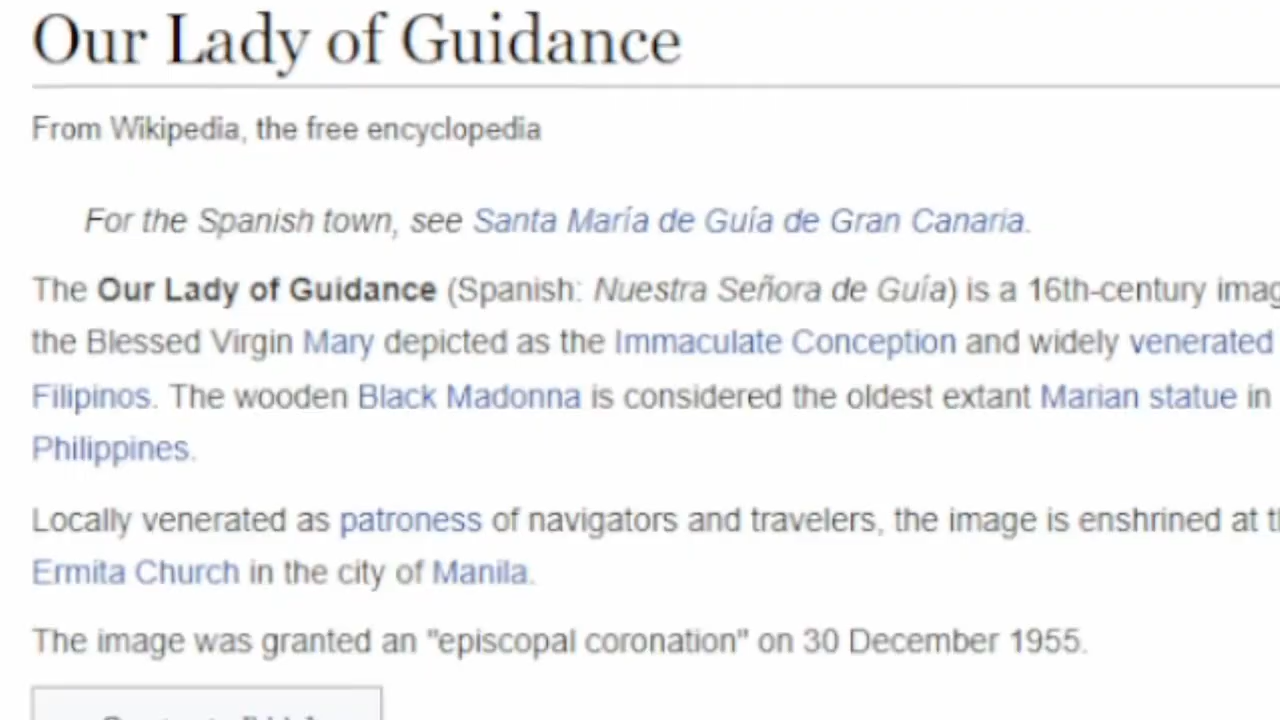 Our Lady of Guidance
From Wikipedia, the free encyclopedia
For the Spanish town, see Santa María de Guía de Gran Canaria.
The Our Lady of Guidance (Spanish: Nuestra Señora de Guía) is a 16th-century
the Blessed Virgin Mary depicted as the Immaculate Conception and widely venerated
Filipinos. The wooden Black Madonna is considered the oldest extant Marian statue in
Philippines.
Locally venerated as patroness of navigators and travelers, the image is enshrined at
Ermita Church in the city of Manila.
The image was granted an "episcopal coronation" on 30 December 1955.